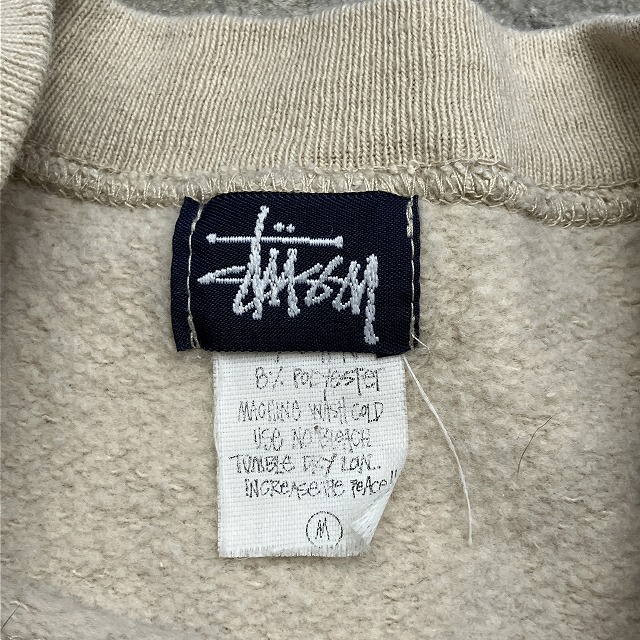 Stüssy
8% POLYESTER
MACHINE WASH COLD
USE NO BLEACH
TUMBLE DRY LOW..
INCREASE THE PEACE"
M